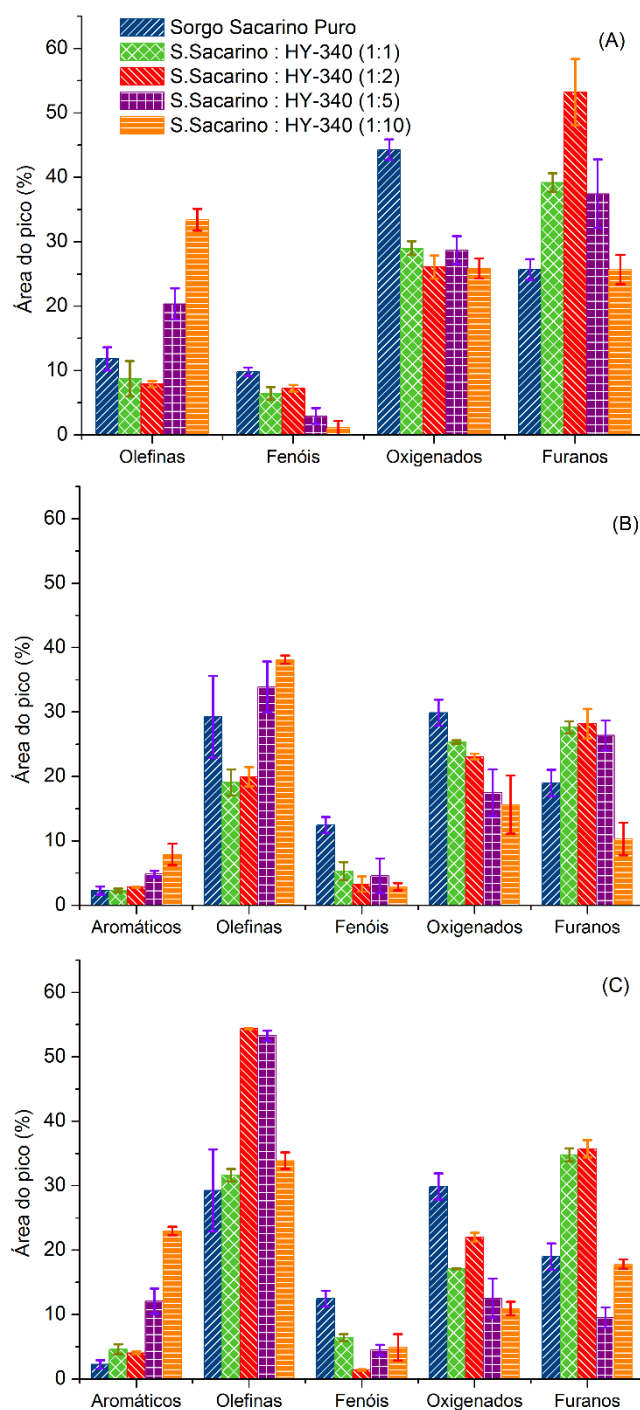 60
50
40
30
20
10
0
Área do pico (%)
Sorgo Sacarino Puro
S.Sacarino : HY-340 (1:1)
S.Sacarino : HY-340 (1:2)
S.Sacarino : HY-340 (1:5)
S.Sacarino : HY-340 (1:10)
(A)
Olefinas Fenóis Oxigenados Furanos
60
50
40
30
20
10
0
Área do pico (%)
(B)
Aromáticos Olefinas Fenóis Oxigenados Furanos
60
50
40
30
20
10
0
Área do pico (%)
(C)
Aromáticos Olefinas Fenóis Oxigenados Furanos